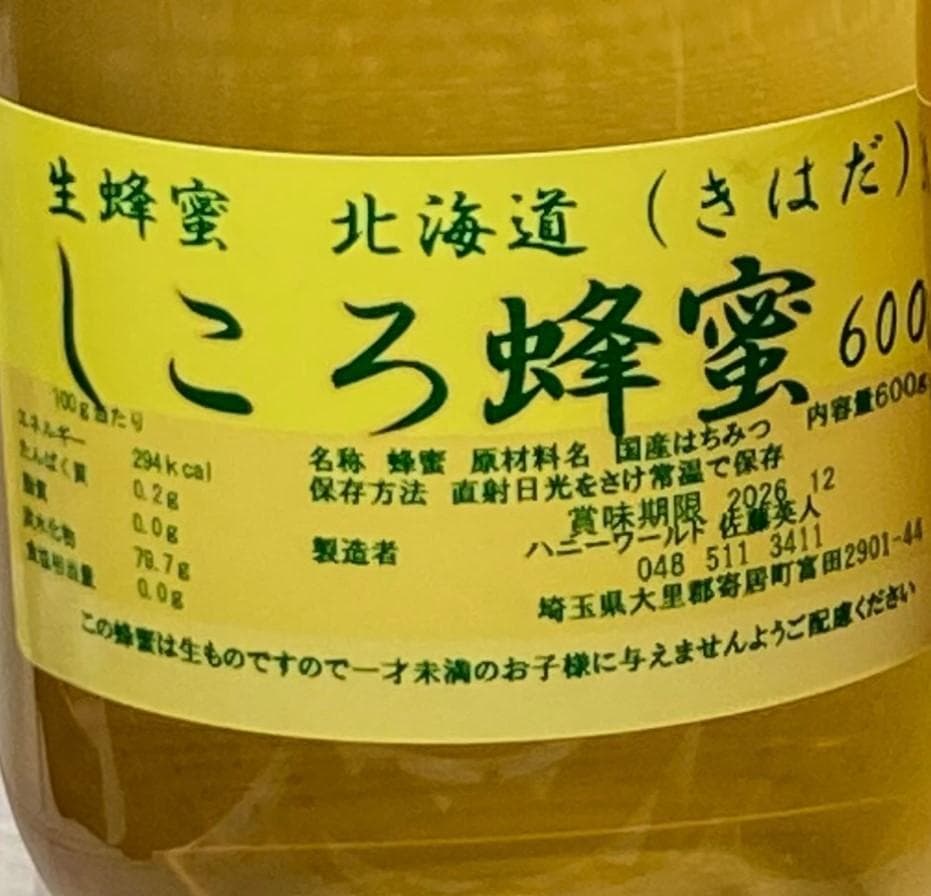 生蜂蜜 北海道(きはだ)
しころ蜂蜜 600
100g当たり
エネルギー 294kcal
たんぱく質 0.2g
脂質 0.0g
炭水化物 79.7g
食塩相当量 0.0g
名称 蜂蜜 原材料名 国産はちみつ 内容量600g
保存方法 直射日光をさけ常温で保存
賞味期限 2026 12
製造者 ハニーワールド 佐藤英人
048 511 3411
埼玉県大里郡寄居町富田2901-44
この蜂蜜は生ものですので一才未満のお子様に与えませんようご配慮ください